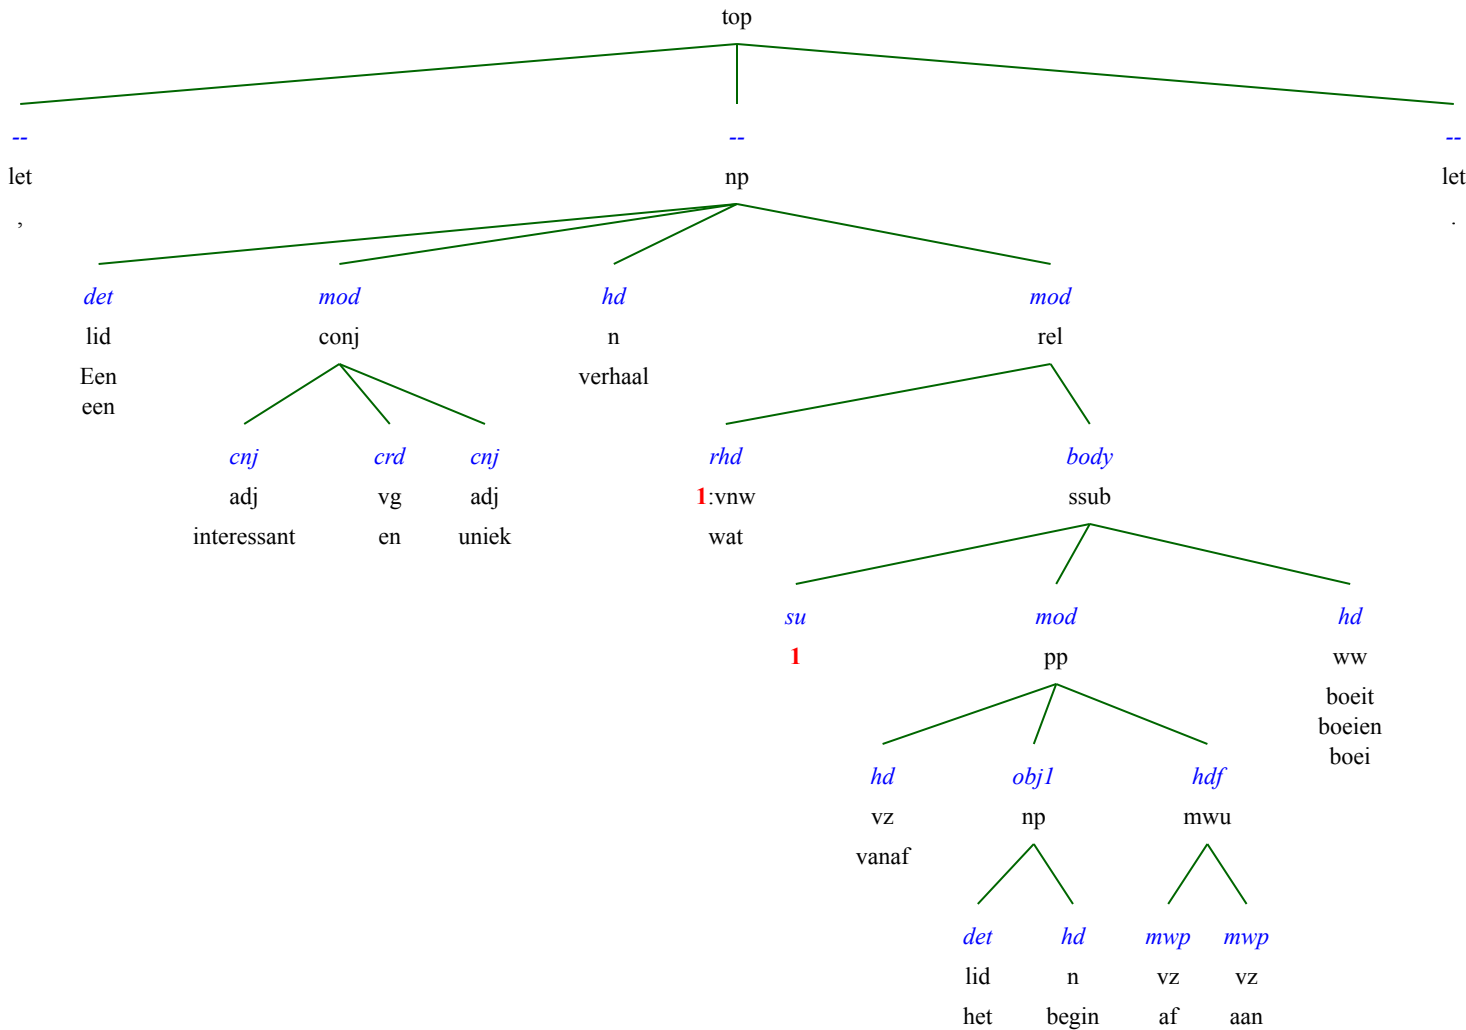 top
-- -- --
let np let
, .
det mod hd mod
lid conj n rel
Een verhaal
een
cnj crd cnj rhd body
adj vg adj 1:vnw ssub
interessant en uniek wat
su mod hd
1 pp ww
boeit
boeien
boei
hd obj1 hdf
vz np mwu
vanaf
det hd mwp mwp
lid n vz vz
het begin af aan